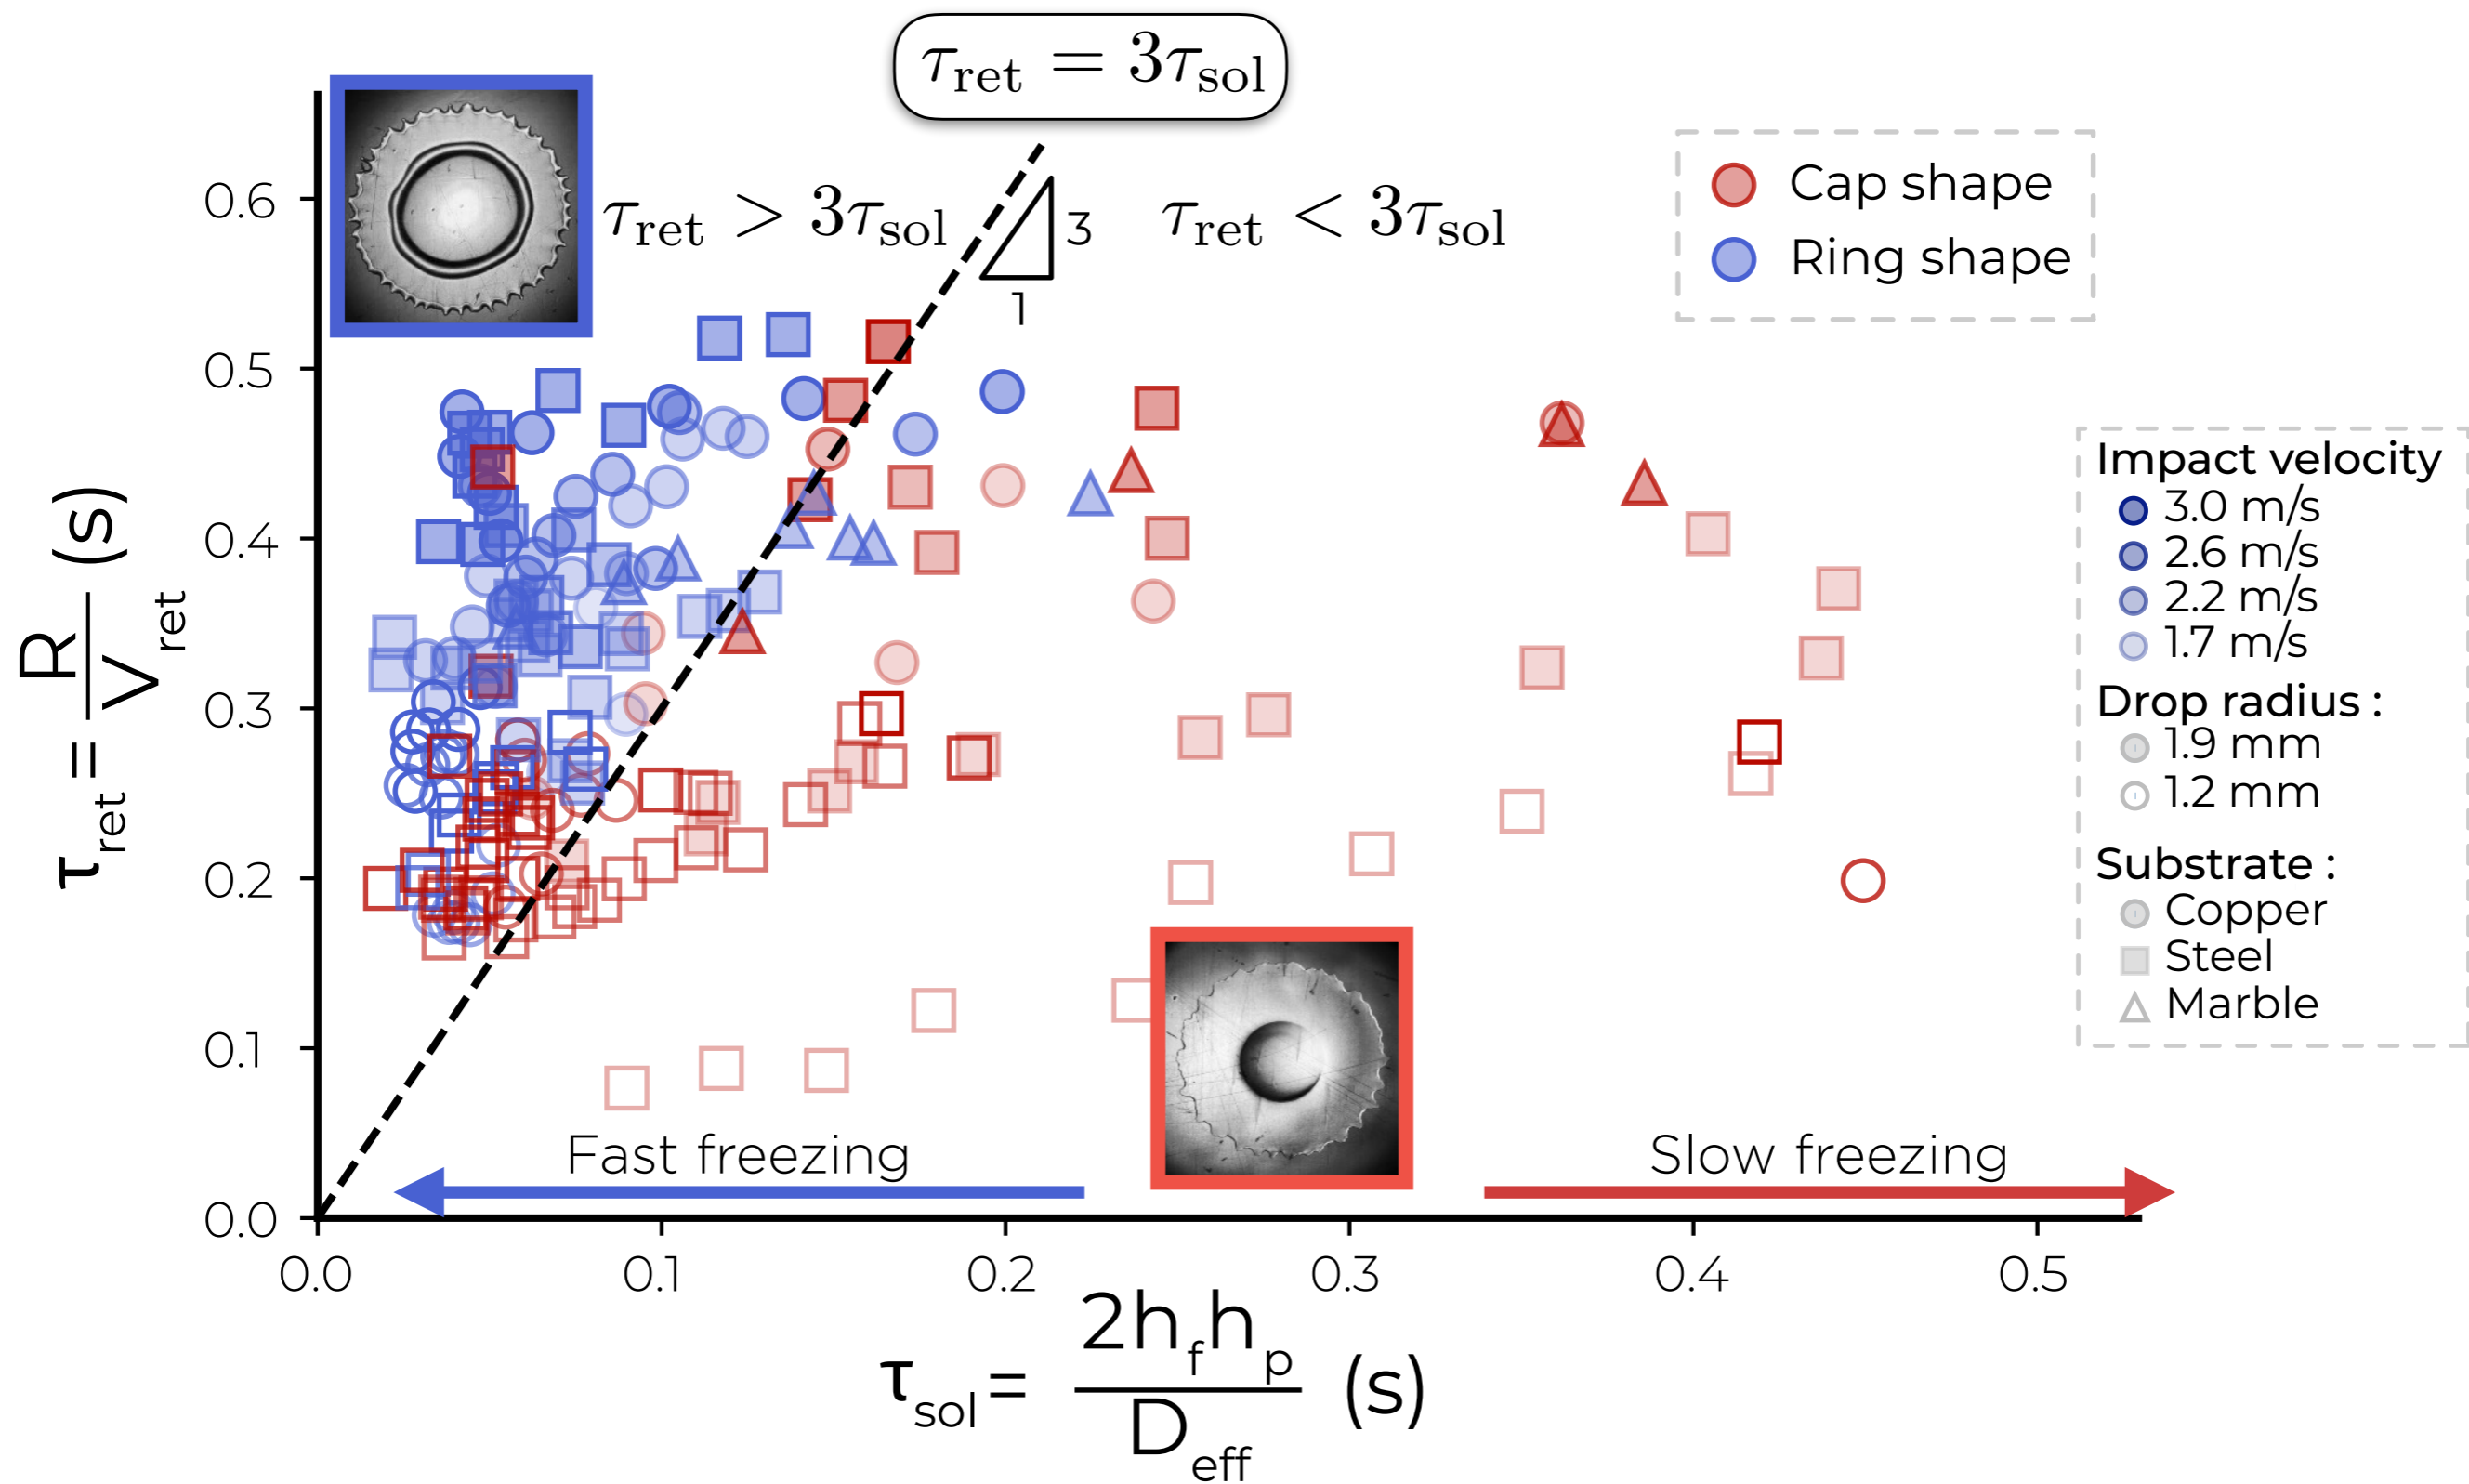 τret = 3τsol
τret > 3τsol
τret < 3τsol
3
1
Cap shape
Ring shape
0.6
0.5
0.4
0.3
0.2
0.1
0.0
τret = R/Vret (s)
Impact velocity
3.0 m/s
2.6 m/s
2.2 m/s
1.7 m/s
Drop radius :
1.9 mm
1.2 mm
Substrate :
Copper
Steel
Marble
Fast freezing
Slow freezing
0.0 0.1 0.2 0.3 0.4 0.5
τsol = 2hfhp/Deff (s)